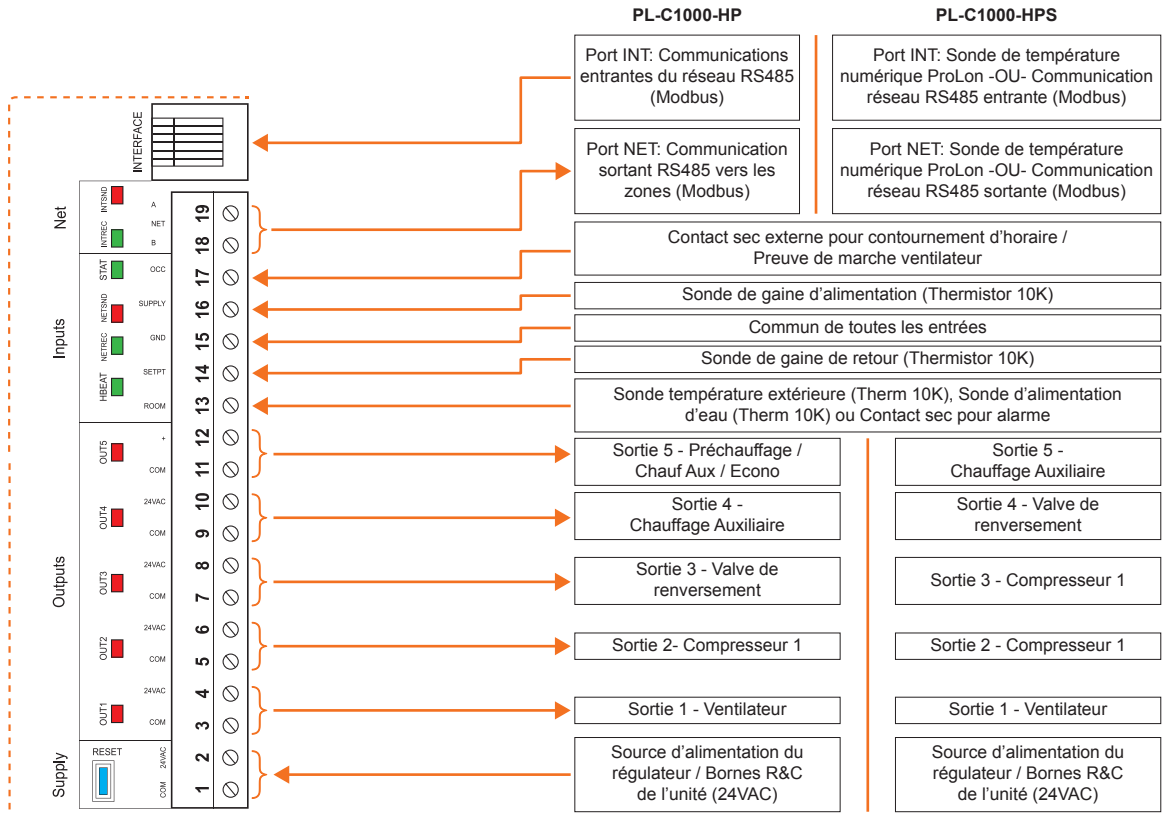 PL-C1000-HP
PL-C1000-HPS
Port INT: Communications
entrantes du réseau RS485
(Modbus)
Port INT: Sonde de température
numérique ProLon -OU- Communication
réseau RS485 entrante (Modbus)
Port NET: Communication
sortant RS485 vers les
zones (Modbus)
Port NET: Sonde de température
numérique ProLon -OU- Communication
réseau RS485 sortante (Modbus)
Contact sec externe pour contournement d'horaire /
Preuve de marche ventilateur
Sonde de gaine d'alimentation (Thermistor 10K)
Commun de toutes les entrées
Sonde de gaine de retour (Thermistor 10K)
Sonde température extérieure (Therm 10K), Sonde d'alimentation
d'eau (Therm 10K) ou Contact sec pour alarme
Sortie 5 - Préchauffage /
Chauf Aux / Econo
Sortie 5 -
Chauffage Auxiliaire
Sortie 4 -
Chauffage Auxiliaire
Sortie 4 - Valve de
renversement
Sortie 3 - Valve de
renversement
Sortie 3 - Compresseur 1
Sortie 2- Compresseur 1
Sortie 2 - Compresseur 1
Sortie 1 - Ventilateur
Sortie 1 - Ventilateur
Source d'alimentation du
régulateur / Bornes R&C
de l'unité (24VAC)
Source d'alimentation du
régulateur / Bornes R&C
de l'unité (24VAC)
INTERFACE
Net
INTSND
A
19
NET
INTREC
B
18
Inputs
STAT
OCC
17
NETSND
SUPPLY
16
NETREC
GND
15
HBEAT
SETPT
14
ROOM
13
Outputs
OUT5
+
12
COM
11
OUT4
24VAC
10
COM
9
OUT3
24VAC
8
COM
7
OUT2
24VAC
6
COM
5
OUT1
24VAC
4
COM
3
Supply
RESET
24VAC
2
COM
1